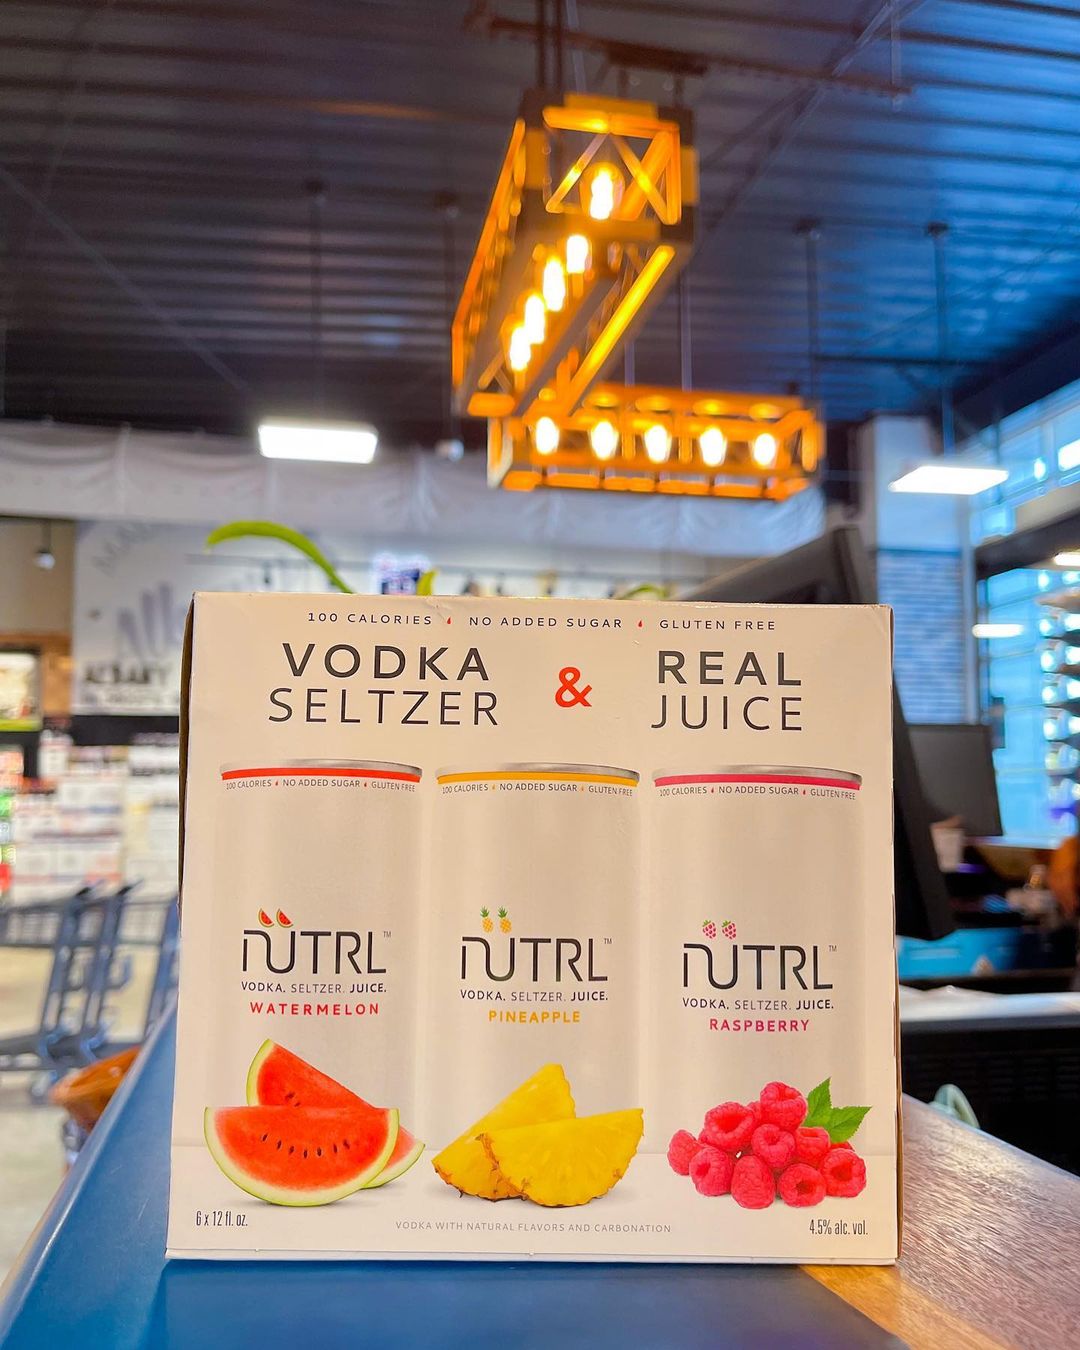 100 CALORIES NO ADDED SUGAR GLUTEN FREE
VODKA SELTZER & REAL JUICE
100 CALORIES NO ADDED SUGAR GLUTEN FREE
NÜTRL™
VODKA. SELTZER. JUICE.
WATERMELON
100 CALORIES NO ADDED SUGAR GLUTEN FREE
NÜTRL™
VODKA. SELTZER. JUICE.
PINEAPPLE
100 CALORIES NO ADDED SUGAR GLUTEN FREE
NÜTRL™
VODKA. SELTZER. JUICE.
RASPBERRY
6 x 12 fl. oz.
VODKA WITH NATURAL FLAVORS AND CARBONATION
4.5% alc. vol.